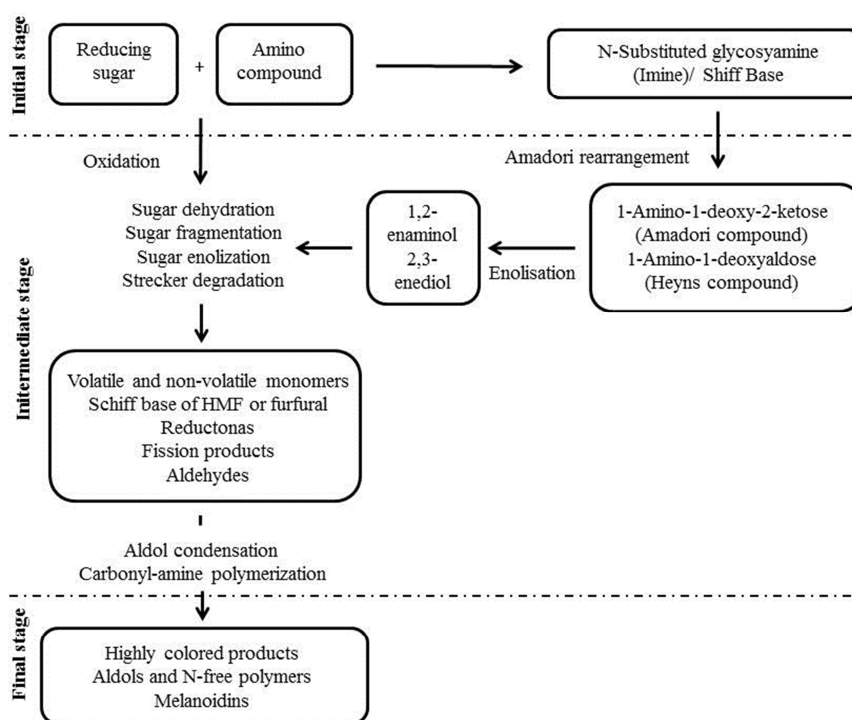 Initial stage
Reducing
sugar
+
Amino
compound
N-Substituted glycosyamine
(Imine)/ Shiff Base
Initermediate stage
Oxidation
Amadori rearrangement
Sugar dehydration
Sugar fragmentation
Sugar enolization
Strecker degradation
1,2-
enaminol
2,3-
enediol
Enolisation
1-Amino-1-deoxy-2-ketose
(Amadori compound)
1-Amino-1-deoxyaldose
(Heyns compound)
Volatile and non-volatile monomers
Schiff base of HMF or furfural
Reductonas
Fission products
Aldehydes
Aldol condensation
Carbonyl-amine polymerization
Final stage
Highly colored products
Aldols and N-free polymers
Melanoidins